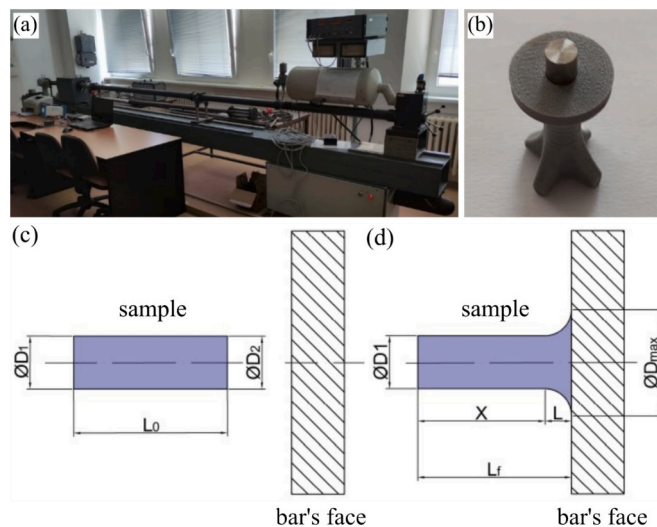 (a)
(b)
(c)
(d)
sample
sample
ØD₁
ØD₂
ØD1
ØDmax
L₀
X
L
Lf
bar's face
bar's face